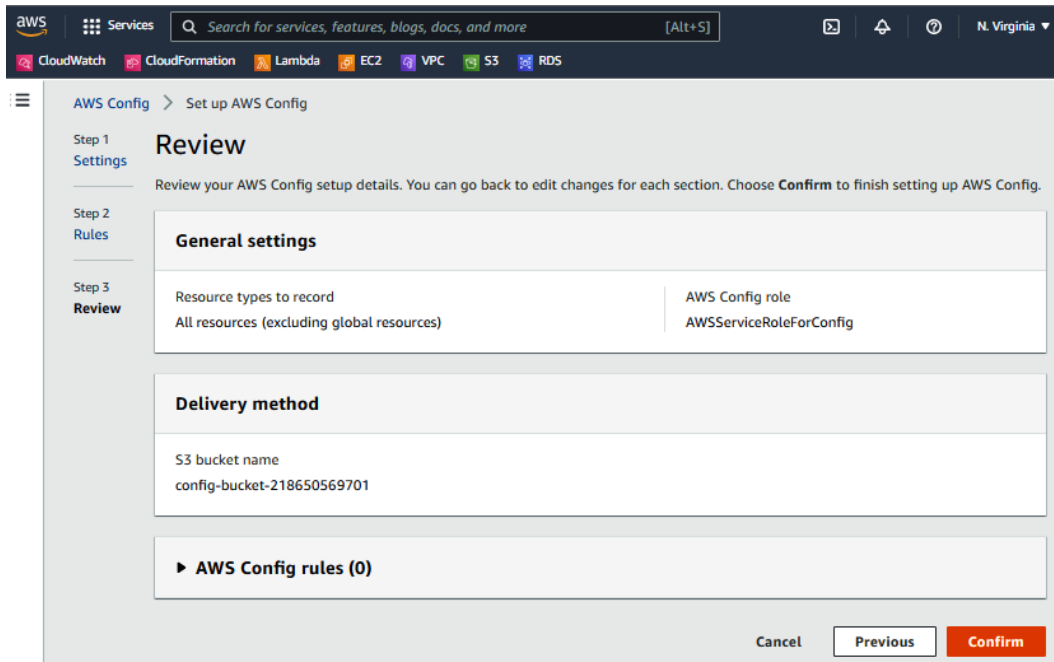 aws
Services
Search for services, features, blogs, docs, and more [Alt+S]
N. Virginia
CloudWatch CloudFormation Lambda EC2 VPC S3 RDS
AWS Config > Set up AWS Config
Step 1
Settings
Step 2
Rules
Step 3
Review
Review
Review your AWS Config setup details. You can go back to edit changes for each section. Choose Confirm to finish setting up AWS Config.
General settings
Resource types to record
All resources (excluding global resources)
AWS Config role
AWSServiceRoleForConfig
Delivery method
S3 bucket name
config-bucket-218650569701
AWS Config rules (0)
Cancel Previous Confirm